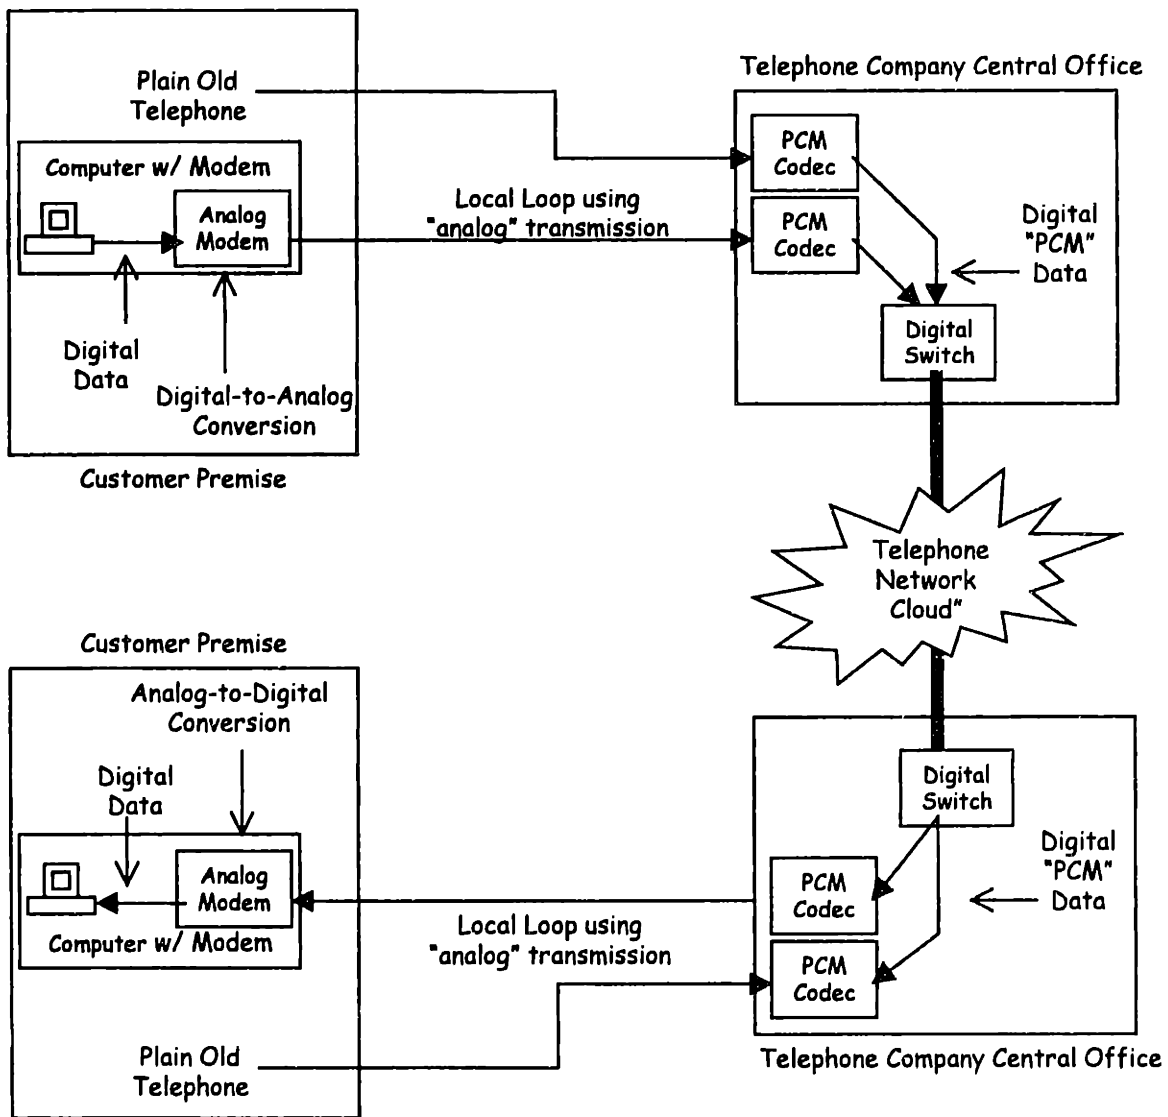 Plain Old
Telephone
Computer w/ Modem
Analog
Modem
Digital
Data
Digital-to-Analog
Conversion
Customer Premise
Local Loop using
"analog" transmission
Telephone Company Central Office
PCM
Codec
PCM
Codec
Digital
"PCM"
Data
Digital
Switch
Telephone
Network
Cloud"
Customer Premise
Analog-to-Digital
Conversion
Digital
Data
Analog
Modem
Computer w/ Modem
Plain Old
Telephone
Local Loop using
"analog" transmission
Digital
Switch
PCM
Codec
PCM
Codec
Digital
"PCM"
Data
Telephone Company Central Office